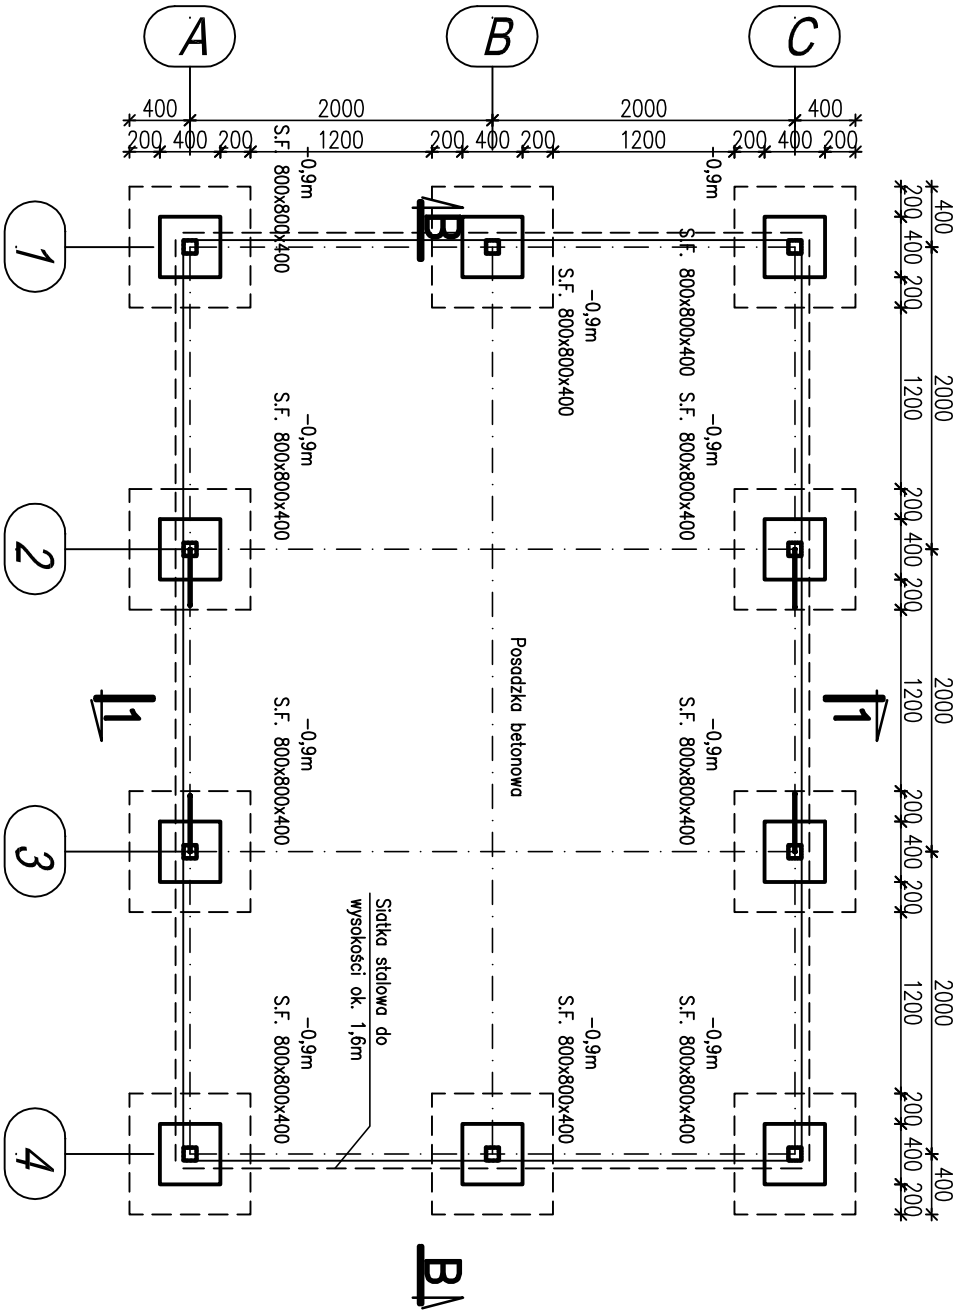 400 2000 2000 2000 400
200 400 200 1200 200 400 200 1200 200 400 200 1200 200 400 200
1
C
400 2000 2000 400
200 400 200 1200 200 400 200 1200 200 400 200
-0,9m
S.F. 800x800x400
-0,9m
S.F. 800x800x400
-0,9m
S.F. 800x800x400
-0,9m
S.F. 800x800x400
-0,9m
S.F. 800x800x400
-0,9m
S.F. 800x800x400
Posadzka betonowa
B
B
B
Siatka stalowa do
wysokości ok. 1,6m
-0,9m
S.F. 800x800x400
-0,9m
S.F. 800x800x400
-0,9m
S.F. 800x800x400
-0,9m
S.F. 800x800x400
A
1
1
2
3
4